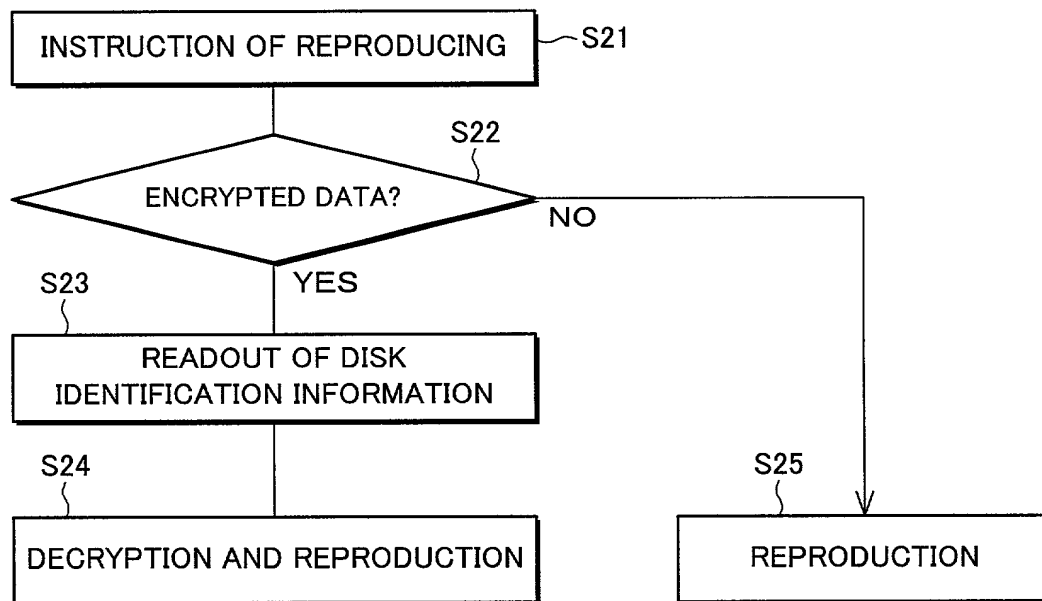 INSTRUCTION OF REPRODUCING
S21
S22
ENCRYPTED DATA?
NO
YES
S23
READOUT OF DISK
IDENTIFICATION INFORMATION
S24
DECRYPTION AND REPRODUCTION
S25
REPRODUCTION